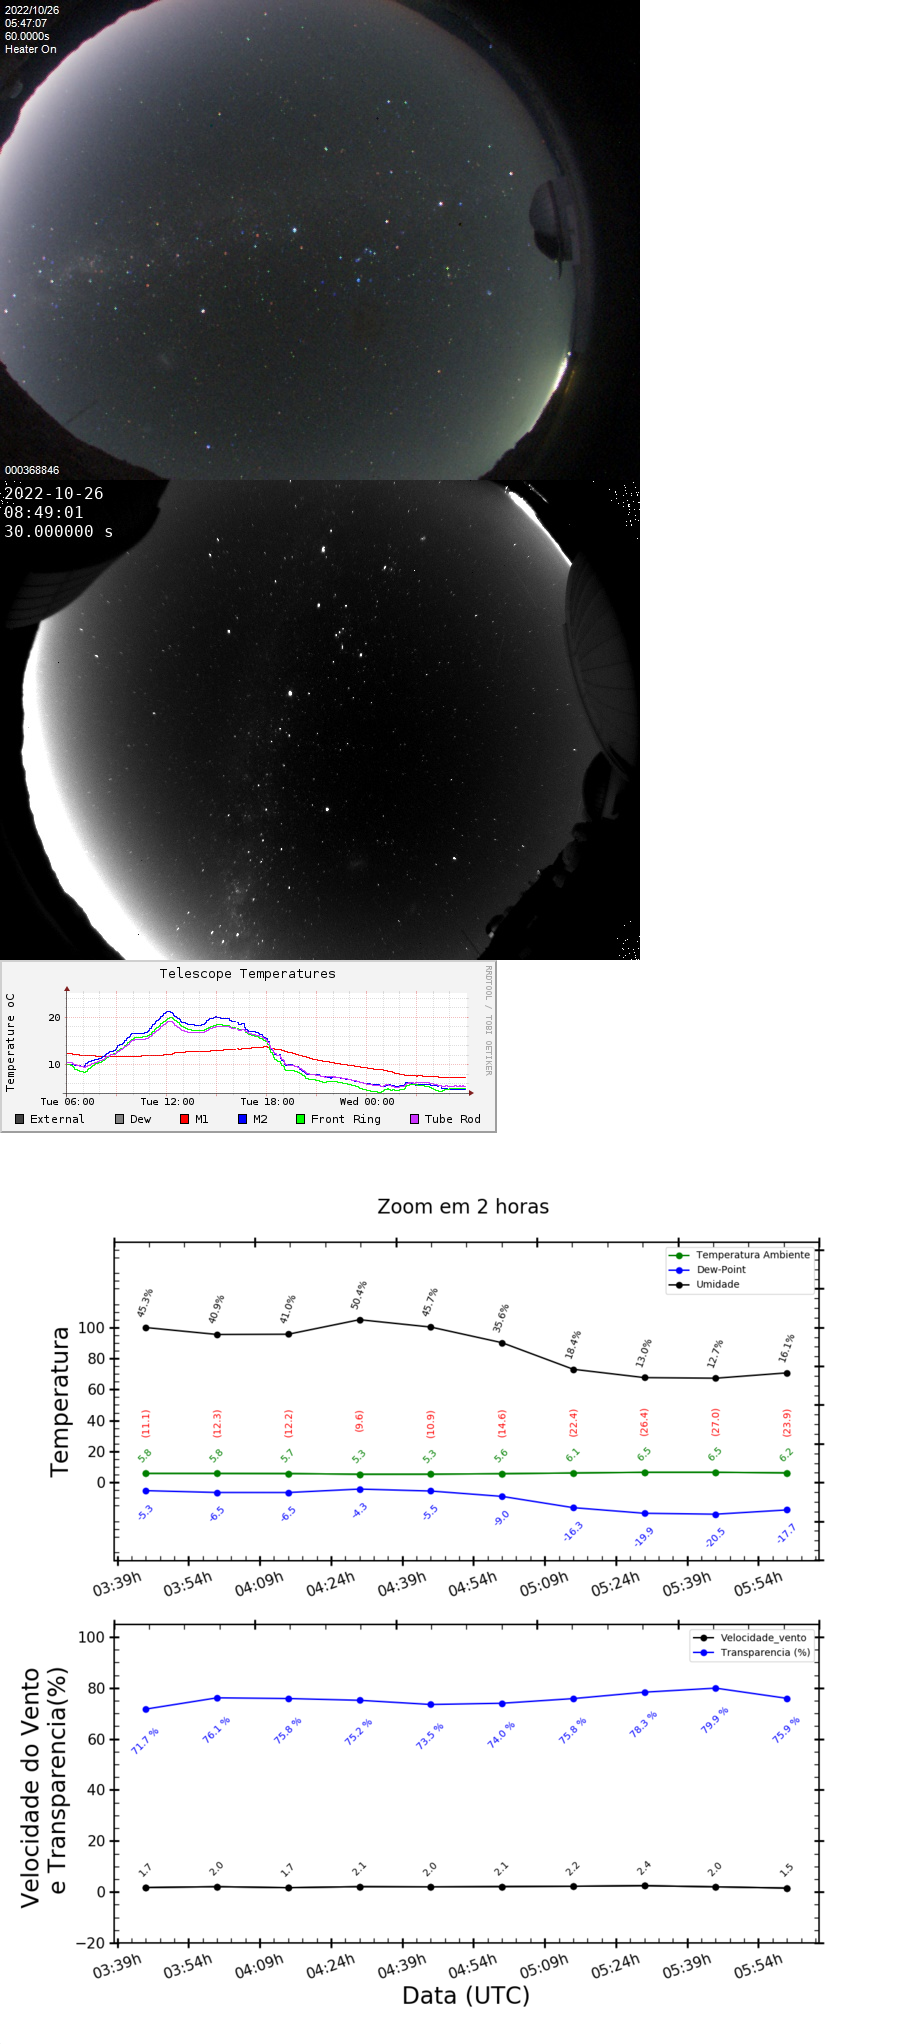 2022/10/26
05:47:07
60.0000s
Heater On
000368846
2022-10-26
08:49:01
30.000000 s
Telescope Temperatures
RRDTOOL / TOBI OETIKER
Temperature oC
20
10
Tue 06:00 Tue 12:00 Tue 18:00 Wed 00:00
External Dew M1 M2 Front Ring Tube Rod
Zoom em 2 horas
Temperatura Ambiente
Dew-Point
Umidade
Temperatura
100
80
60
40
20
0
45.3% 40.9% 41.0% 50.4% 45.7% 35.6% 18.4% 13.0% 12.7% 16.1%
(11.1) (12.3) (12.2) (9.6) (10.9) (14.6) (22.4) (26.4) (27.0) (23.9)
5.8 5.8 5.7 5.3 5.3 5.6 6.1 6.5 6.5 6.2
-5.3 -6.5 -6.5 -4.3 -5.5 -9.0 -16.3 -19.9 -20.5 -17.7
03:39h 03:54h 04:09h 04:24h 04:39h 04:54h 05:09h 05:24h 05:39h 05:54h
Velocidade_vento
Transparencia (%)
Velocidade do Vento
e Transparencia(%)
100
80
60
40
20
0
−20
71.7 % 76.1 % 75.8 % 75.2 % 73.5 % 74.0 % 75.8 % 78.3 % 79.9 % 75.9 %
1.7 2.0 1.7 2.1 2.0 2.1 2.2 2.4 2.0 1.5
03:39h 03:54h 04:09h 04:24h 04:39h 04:54h 05:09h 05:24h 05:39h 05:54h
Data (UTC)